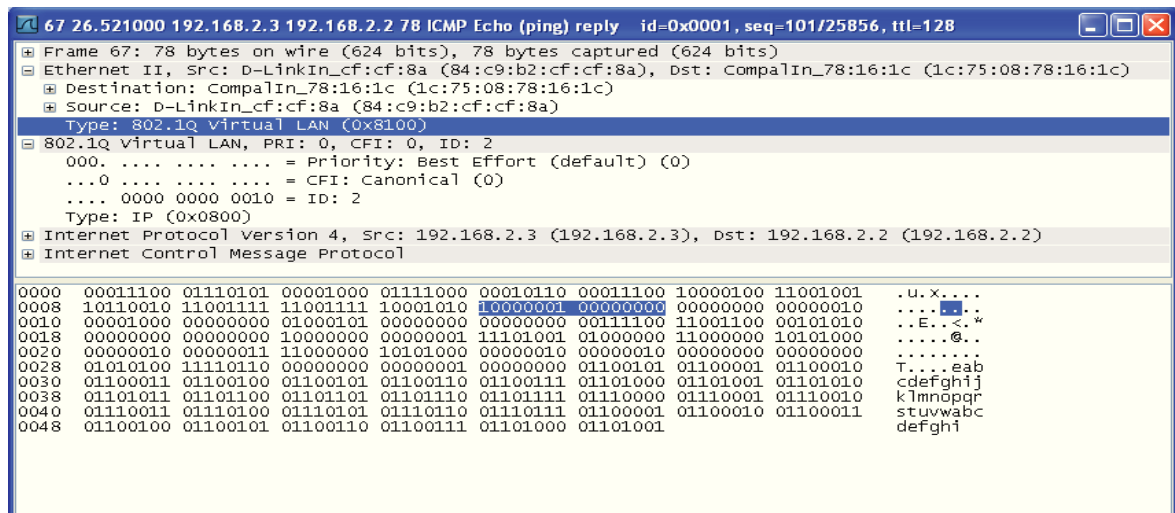 67 26.521000 192.168.2.3 192.168.2.2 78 ICMP Echo (ping) reply id=0x0001, seq=101/25856, ttl=128
Frame 67: 78 bytes on wire (624 bits), 78 bytes captured (624 bits)
Ethernet II, Src: D-LinkIn_cf:cf:8a (84:c9:b2:cf:cf:8a), Dst: CompalIn_78:16:1c (1c:75:08:78:16:1c)
Destination: CompalIn_78:16:1c (1c:75:08:78:16:1c)
Source: D-LinkIn_cf:cf:8a (84:c9:b2:cf:cf:8a)
Type: 802.1Q Virtual LAN (0x8100)
802.1Q Virtual LAN, PRI: 0, CFI: 0, ID: 2
000. .... .... .... = Priority: Best Effort (default) (0)
...0 .... .... .... = CFI: Canonical (0)
.... 0000 0000 0010 = ID: 2
Type: IP (0x0800)
Internet Protocol Version 4, Src: 192.168.2.3 (192.168.2.3), Dst: 192.168.2.2 (192.168.2.2)
Internet Control Message Protocol
0000 00011100 01110101 00001000 01111000 00010110 00011100 10000100 11001001 .u.x....
0008 10110010 11001111 11001111 10001010 10000001 00000000 00000000 00000010 ........
0010 00001000 00000000 01000101 00000000 00000000 00111100 11001100 00101010 ..E..<.*
0018 00000000 00000000 10000000 00000001 11101001 01000000 11000000 10101000 .....@..
0020 00000010 00000011 11000000 10101000 00000010 00000010 00000000 00000000 ........
0028 01010100 11110110 00000000 00000001 00000000 01100101 01100001 01100010 T....eab
0030 01100011 01100100 01100101 01100110 01100111 01101000 01101001 01101010 cdefghij
0038 01101011 01101100 01101101 01101110 01101111 01110000 01110001 01110010 klmnopqr
0040 01110011 01110100 01110101 01110110 01110111 01100001 01100010 01100011 stuvwabc
0048 01100100 01100101 01100110 01100111 01101000 01101001 defghi